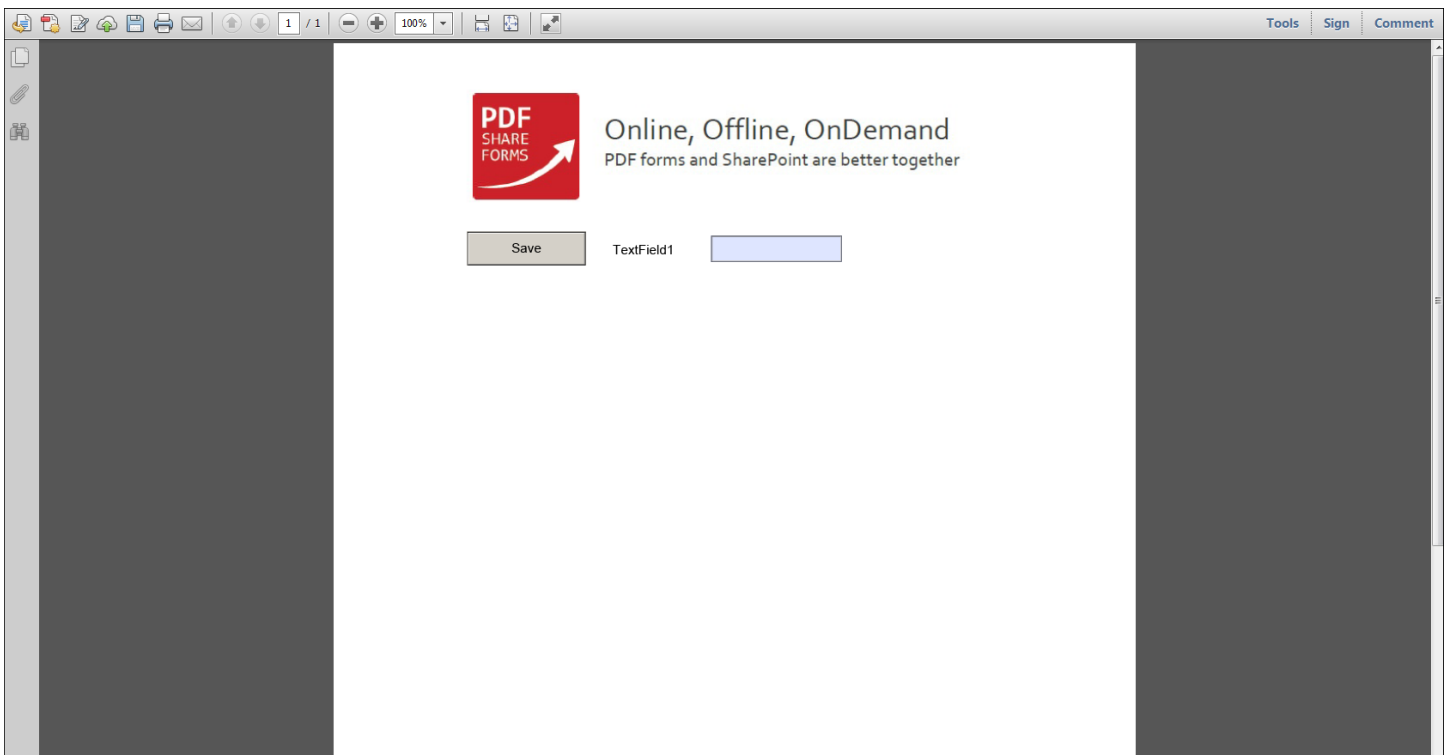 1 / 1 100% Tools Sign Comment
PDF
SHARE
FORMS
Online, Offline, OnDemand
PDF forms and SharePoint are better together
Save TextField1